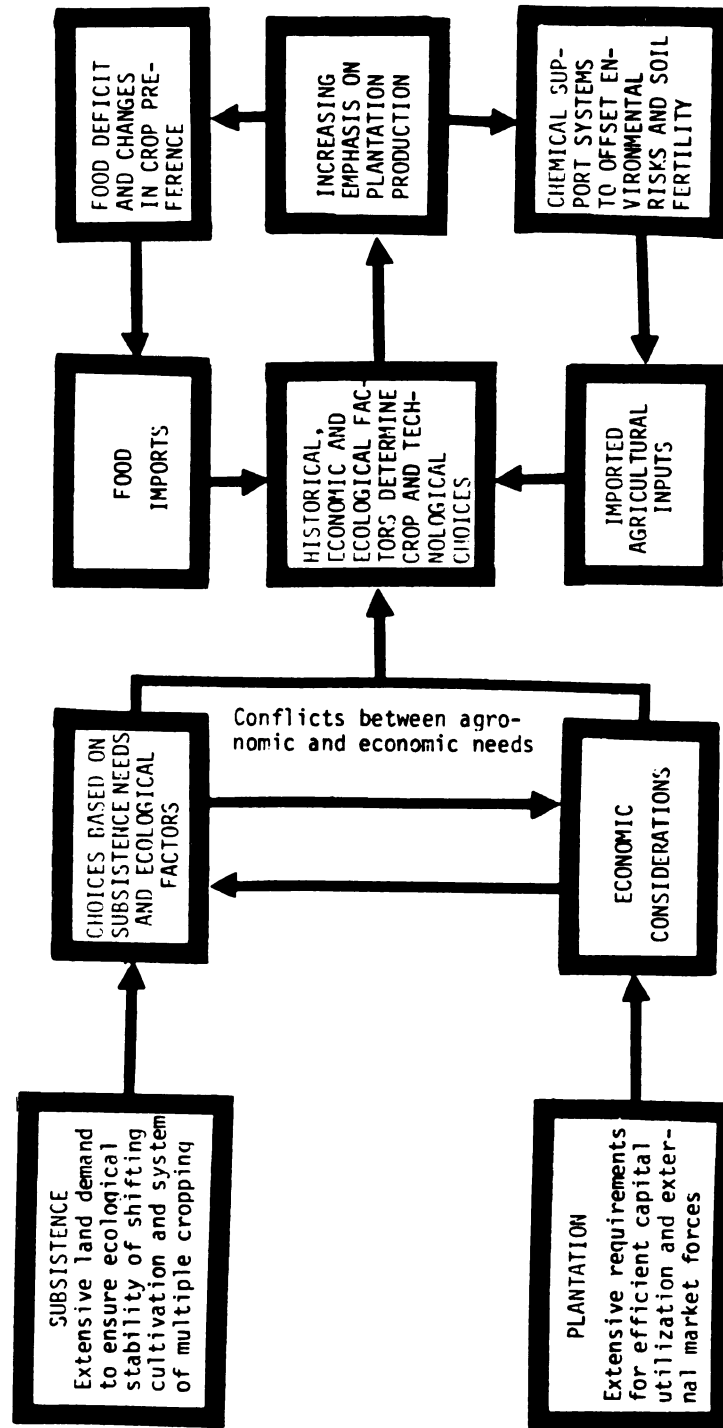 SUBSISTENCE
Extensive land demand
to ensure ecological
stability of shifting
cultivation and system
of multiple cropping
PLANTATION
Extensive requirements
for efficient capital
utilization and exter-
nal market forces
CHOICES BASED ON
SUBSISTENCE NEEDS
AND ECOLOGICAL
FACTORS
Conflicts between agro-
nomic and economic needs
ECONOMIC
CONSIDERATIONS
FOOD
IMPORTS
HISTORICAL,
ECONOMIC AND
ECOLOGICAL FAC-
TORS DETERMINE
CROP AND TECH-
NOLOGICAL
CHOICES
IMPORTED
AGRICULTURAL
INPUTS
FOOD DEFICIT
AND CHANGES
IN CROP PRE-
FERENCE
INCREASING
EMPHASIS ON
PLANTATION
PRODUCTION
CHEMICAL SUP-
PORT SYSTEMS
TO OFFSET EN-
VIRONMENTAL
RISKS AND SOIL
FERTILITY